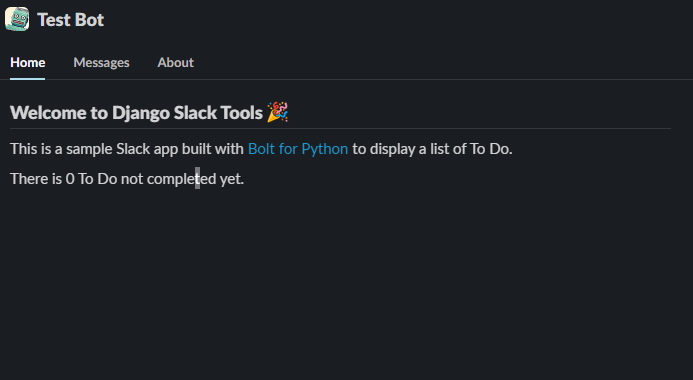 Test Bot
Home Messages About
Welcome to Django Slack Tools 🎉
This is a sample Slack app built with Bolt for Python to display a list of To Do.
There is 0 To Do not completed yet.